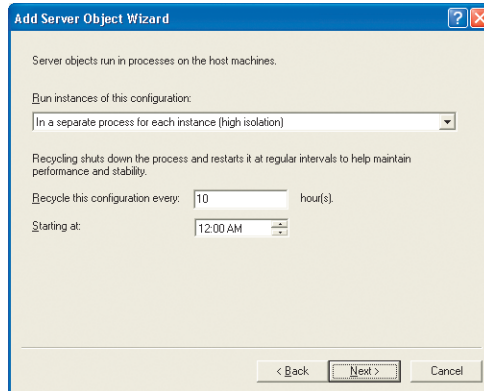 Add Server Object Wizard
Server objects run in processes on the host machines.
Run instances of this configuration:
In a separate process for each instance (high isolation)
Recycling shuts down the process and restarts it at regular intervals to help maintain
performance and stability.
Recycle this configuration every: 10 hour(s).
Starting at: 12:00 AM
< Back Next > Cancel